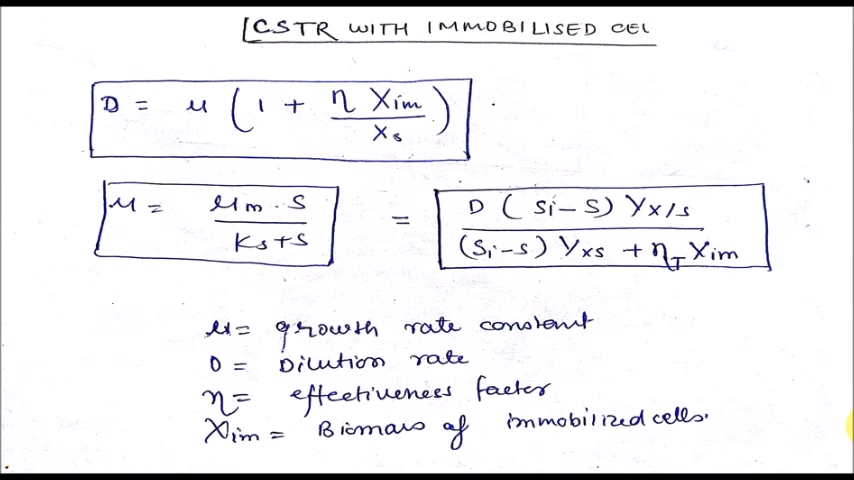 CSTR WITH IMMOBILISED CEL
D = μ (1 + η Xim / Xs)
μ = μm . S / Ks+S = D (Si - S) Yx/s / (Si - S) Yxs + ηT Xim
μ = growth rate constant
D = Dilution rate
η = effectiveness factor
Xim = Biomass of immobilized cells.